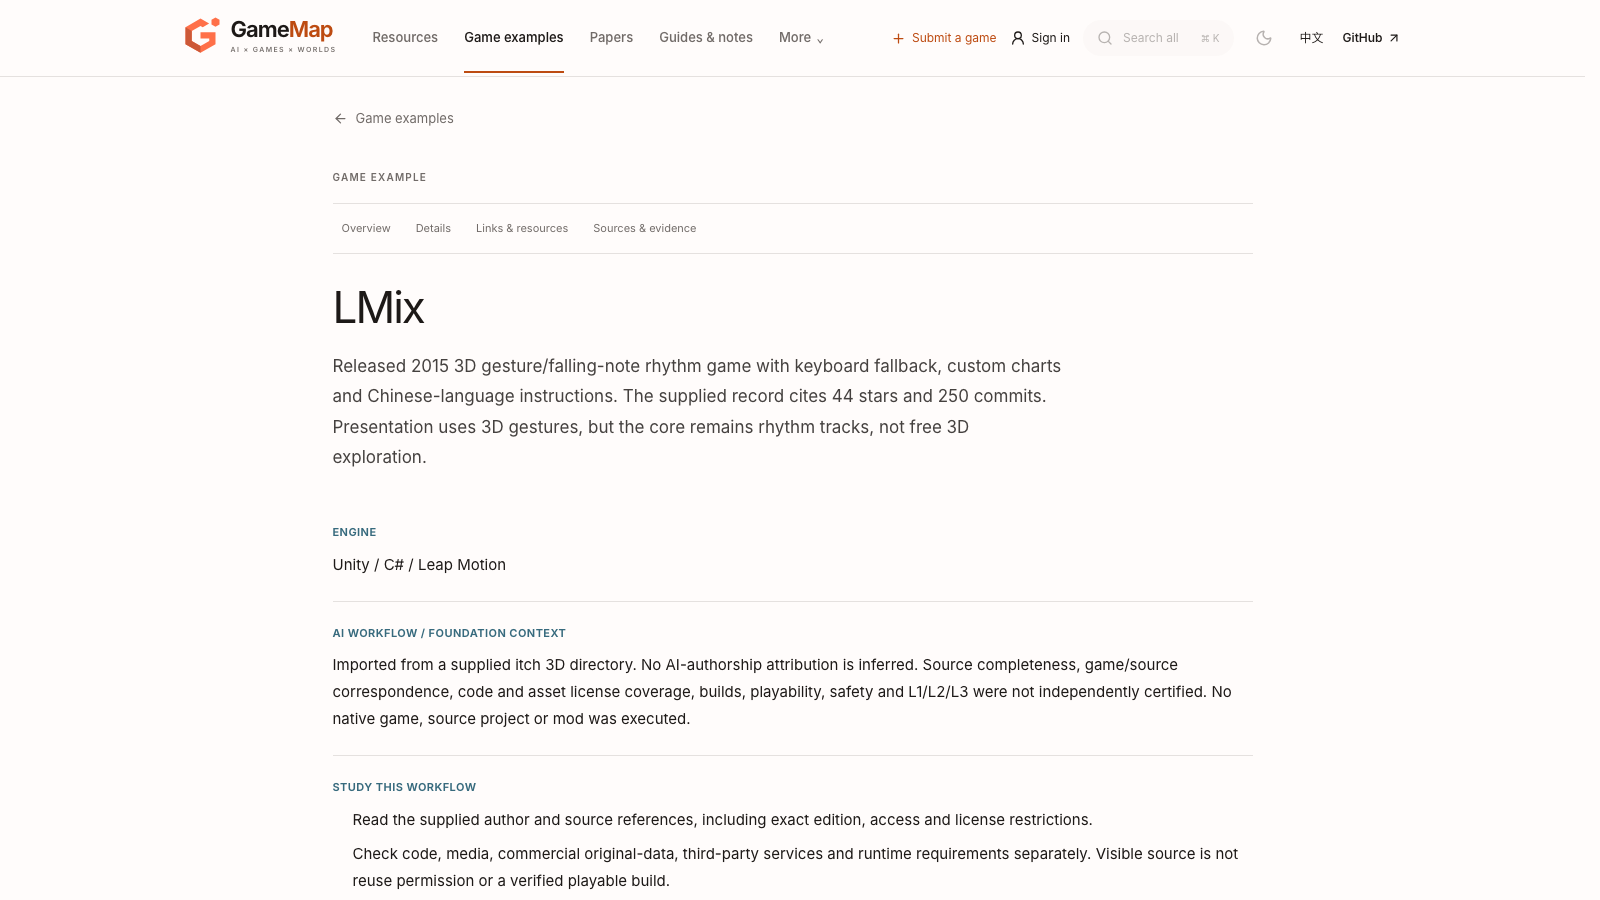 GameMap
AI × GAMES × WORLDS
Resources
Game examples
Papers
Guides & notes
More
Submit a game
Sign in
Search all
⌘ K
中文
GitHub
Game examples
GAME EXAMPLE
Overview
Details
Links & resources
Sources & evidence
LMix
Released 2015 3D gesture/falling-note rhythm game with keyboard fallback, custom charts
and Chinese-language instructions. The supplied record cites 44 stars and 250 commits.
Presentation uses 3D gestures, but the core remains rhythm tracks, not free 3D
exploration.
ENGINE
Unity / C# / Leap Motion
AI WORKFLOW / FOUNDATION CONTEXT
Imported from a supplied itch 3D directory. No AI-authorship attribution is inferred. Source completeness, game/source
correspondence, code and asset license coverage, builds, playability, safety and L1/L2/L3 were not independently certified. No
native game, source project or mod was executed.
STUDY THIS WORKFLOW
Read the supplied author and source references, including exact edition, access and license restrictions.
Check code, media, commercial original-data, third-party services and runtime requirements separately. Visible source is not
reuse permission or a verified playable build.